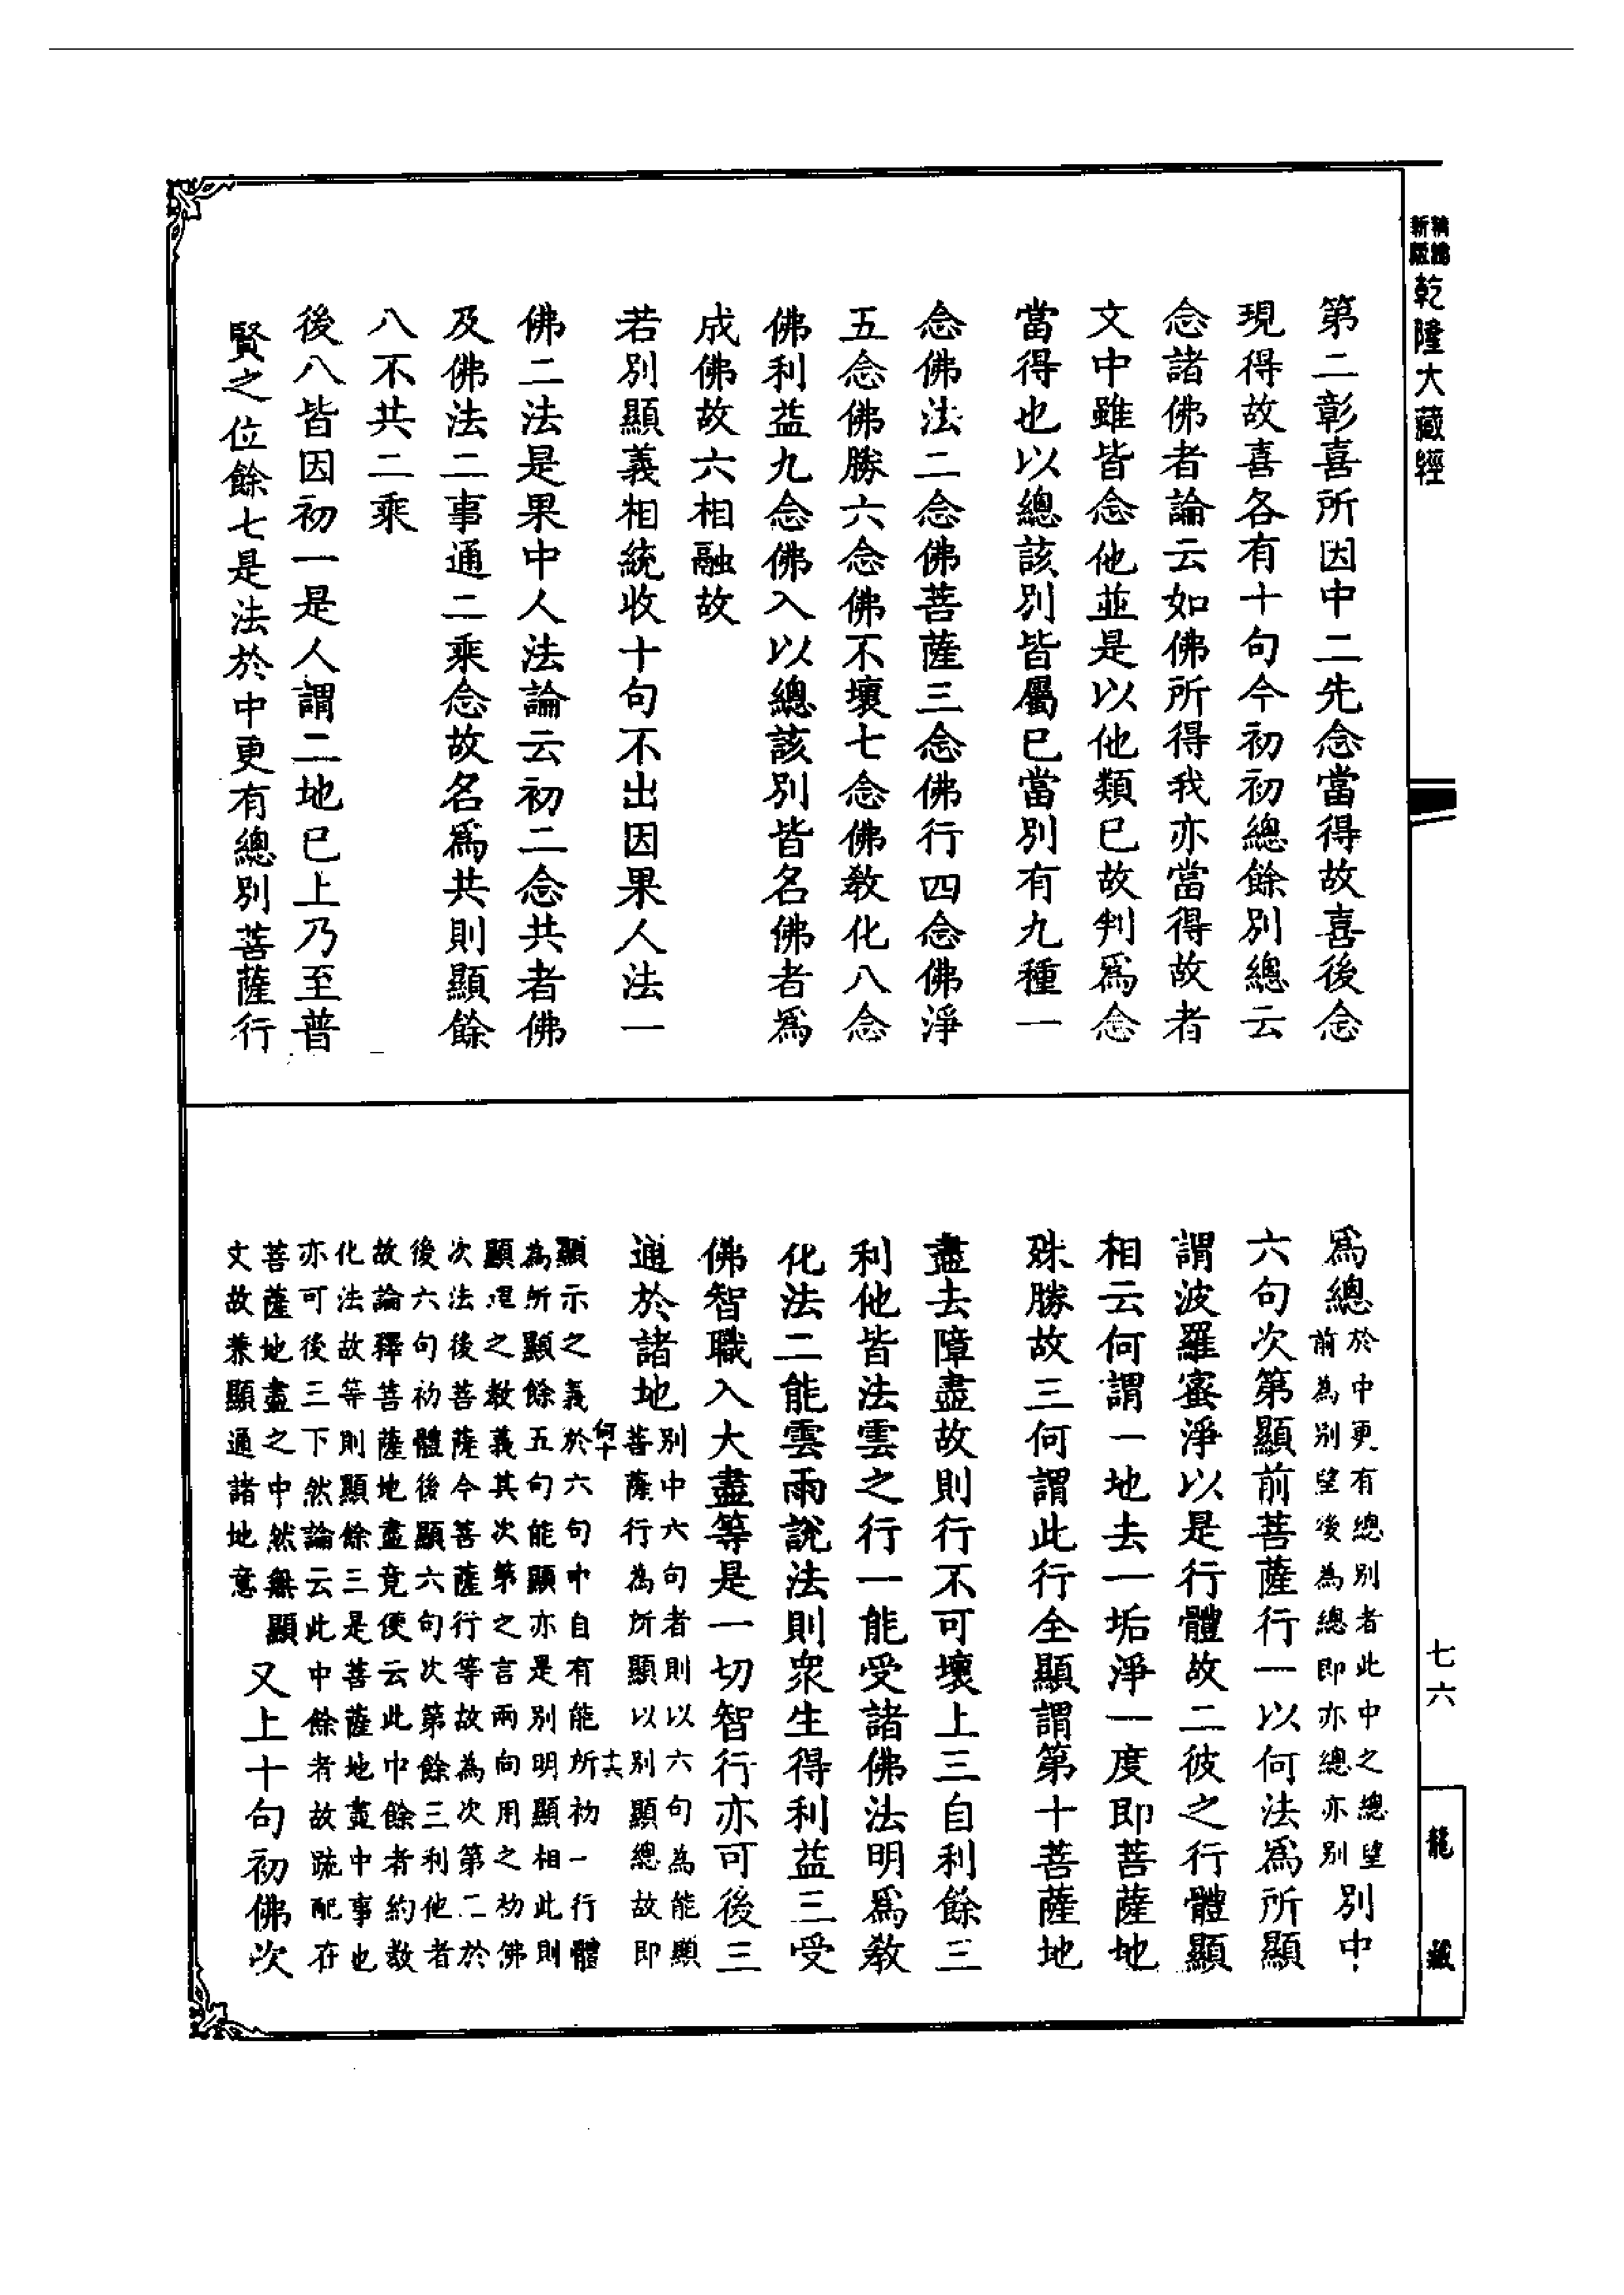 精編
新版
乾隆大藏經
第二彰喜所因中二先念當得故喜後念
現得故喜各有十句今初初總餘別總云
念諸佛者論云如佛所得我亦當得故者
文中雖皆念他並是以他類已故判爲念
當得也以總該別皆屬已當別有九種一
念佛法二念佛菩薩三念佛行四念佛淨
五念佛勝六念佛不壞七念佛教化八念
佛利益九念佛入以總該別皆名佛者爲
成佛故六相融故
若別顯義相統收十句不出因果人法一
佛二法是果中人法論云初二念共者佛
及佛法二事通二乘念故名爲共則顯餘
八不共二乘
後八皆因初一是人謂二地已上乃至普
賢之位餘七是法於中更有總別菩薩行
爲總
於中更有總別者此中之總望
前為別望後為總即亦總亦別
別中
六句次第顯前菩薩行一以何法爲所顯
謂波羅蜜淨以是行體故二彼之行體顯
相云何謂一地去一垢淨一度即菩薩地
殊勝故三何謂此行全顯謂第十菩薩地
盡去障盡故則行不可壞上三自利餘三
利他皆法雲之行一能受諸佛法明爲教
化法二能雲雨說法則衆生得利益三受
佛智職入大盡等是一切智行亦可後三
通於諸地
別中六句者則以六句為能顯
菩薩行為所顯以別顯總故即
顯示之義於六句中自有能所初一行體
為所顯餘五句能顯亦是別明顯相此則
顯之教義其次第之言兩向用之初佛
次法後菩薩今菩薩行等故為次第二於
後六句初體後顯六句次第餘三利他者
故論釋菩薩地盡竟便云此中餘者約教
化法故等則顯餘三是菩薩地盡中事也
亦可後三下然論云此中餘者故疏配在
菩薩地盡之中然無顯
文故兼顯通諸地意
又上十句初佛次
七六
龍藏